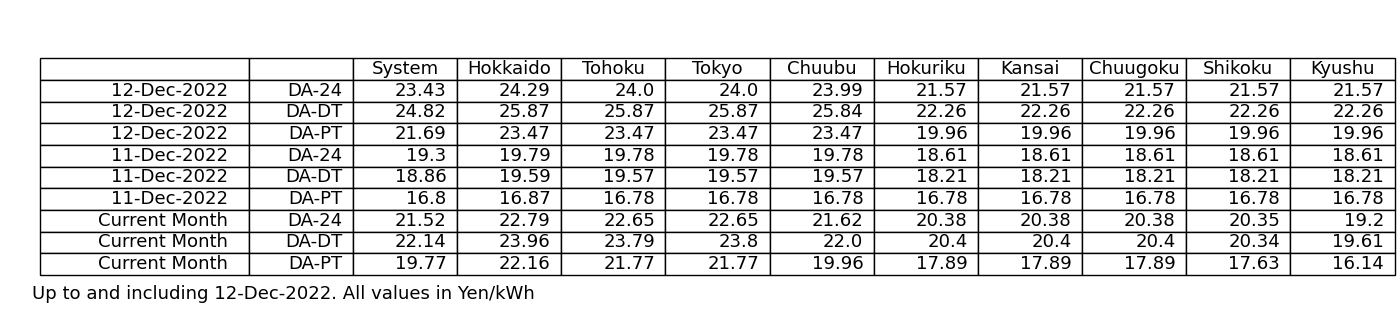 System Hokkaido Tohoku Tokyo Chuubu Hokuriku Kansai Chuugoku Shikoku Kyushu
12-Dec-2022 DA-24 23.43 24.29 24.0 24.0 23.99 21.57 21.57 21.57 21.57 21.57
12-Dec-2022 DA-DT 24.82 25.87 25.87 25.87 25.84 22.26 22.26 22.26 22.26 22.26
12-Dec-2022 DA-PT 21.69 23.47 23.47 23.47 23.47 19.96 19.96 19.96 19.96 19.96
11-Dec-2022 DA-24 19.3 19.79 19.78 19.78 19.78 18.61 18.61 18.61 18.61 18.61
11-Dec-2022 DA-DT 18.86 19.59 19.57 19.57 19.57 18.21 18.21 18.21 18.21 18.21
11-Dec-2022 DA-PT 16.8 16.87 16.78 16.78 16.78 16.78 16.78 16.78 16.78 16.78
Current Month DA-24 21.52 22.79 22.65 22.65 21.62 20.38 20.38 20.38 20.35 19.2
Current Month DA-DT 22.14 23.96 23.79 23.8 22.0 20.4 20.4 20.4 20.34 19.61
Current Month DA-PT 19.77 22.16 21.77 21.77 19.96 17.89 17.89 17.89 17.63 16.14
Up to and including 12-Dec-2022. All values in Yen/kWh